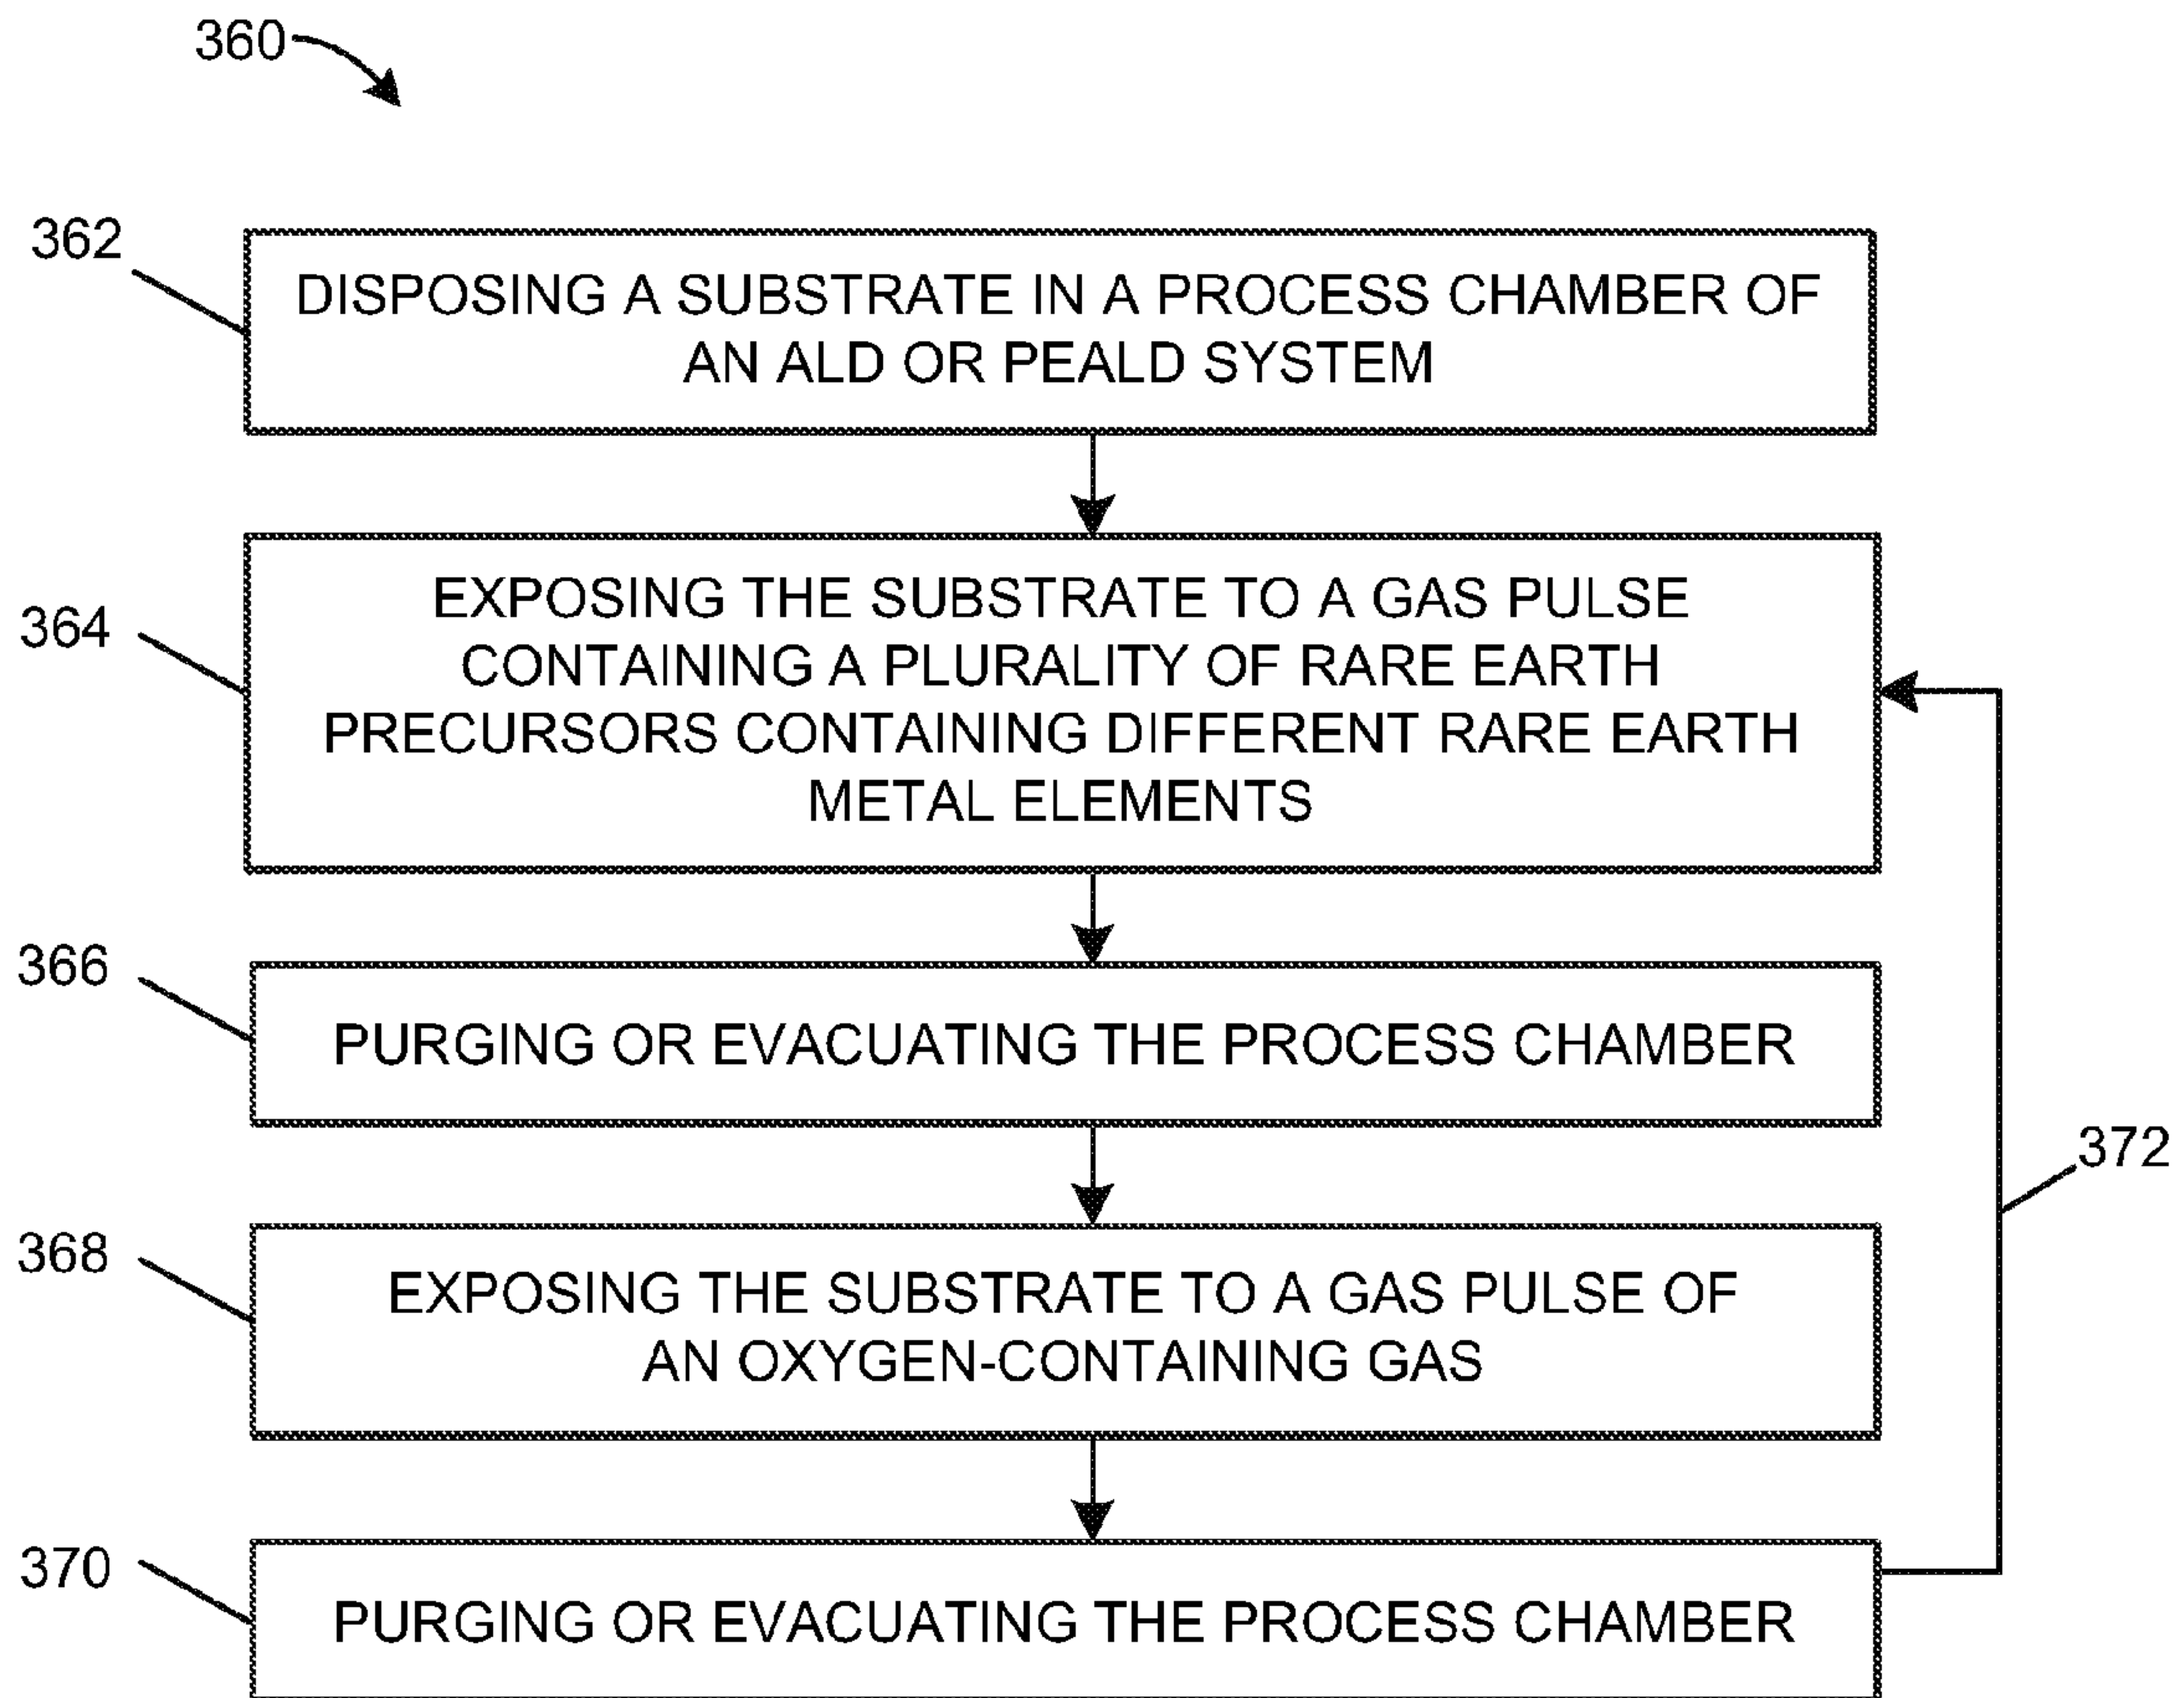 360
362
DISPOSING A SUBSTRATE IN A PROCESS CHAMBER OF
AN ALD OR PEALD SYSTEM
364
EXPOSING THE SUBSTRATE TO A GAS PULSE
CONTAINING A PLURALITY OF RARE EARTH
PRECURSORS CONTAINING DIFFERENT RARE EARTH
METAL ELEMENTS
366
PURGING OR EVACUATING THE PROCESS CHAMBER
372
368
EXPOSING THE SUBSTRATE TO A GAS PULSE OF
AN OXYGEN-CONTAINING GAS
370
PURGING OR EVACUATING THE PROCESS CHAMBER